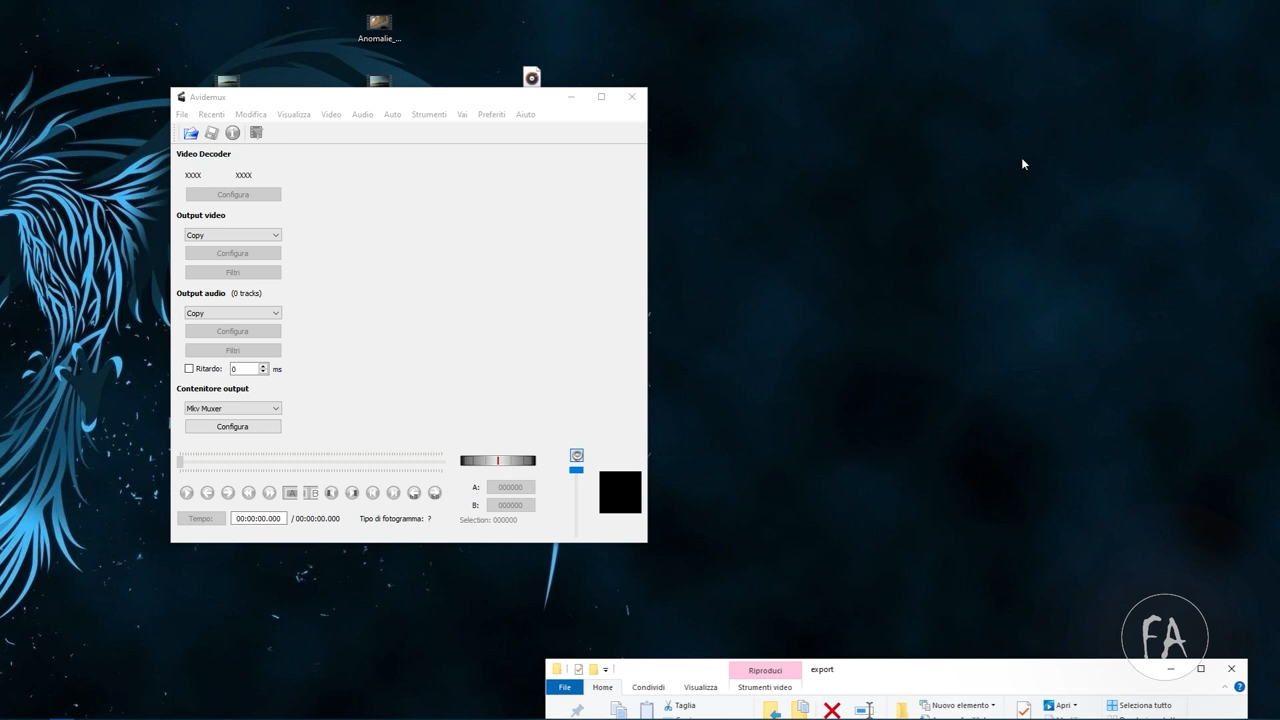 Anomalie_...
Avidemux
File Recenti Modifica Visualizza Video Audio Auto Strumenti Vai Preferiti Aiuto
Video Decoder
XXXX XXXX
Configura
Output video
Copy
Configura
Filtri
Output audio (0 tracks)
Copy
Configura
Filtri
Ritardo: 0 ms
Contenitore output
Mkv Muxer
Configura
A: 000000
B: 000000
Selection: 000000
Tempo: 00:00:00.000 / 00:00:00.000 Tipo di fotogramma: ?
FA
Riproduci export
File Home Condividi Visualizza Strumenti video
Taglia Nuovo elemento Apri Seleziona tutto